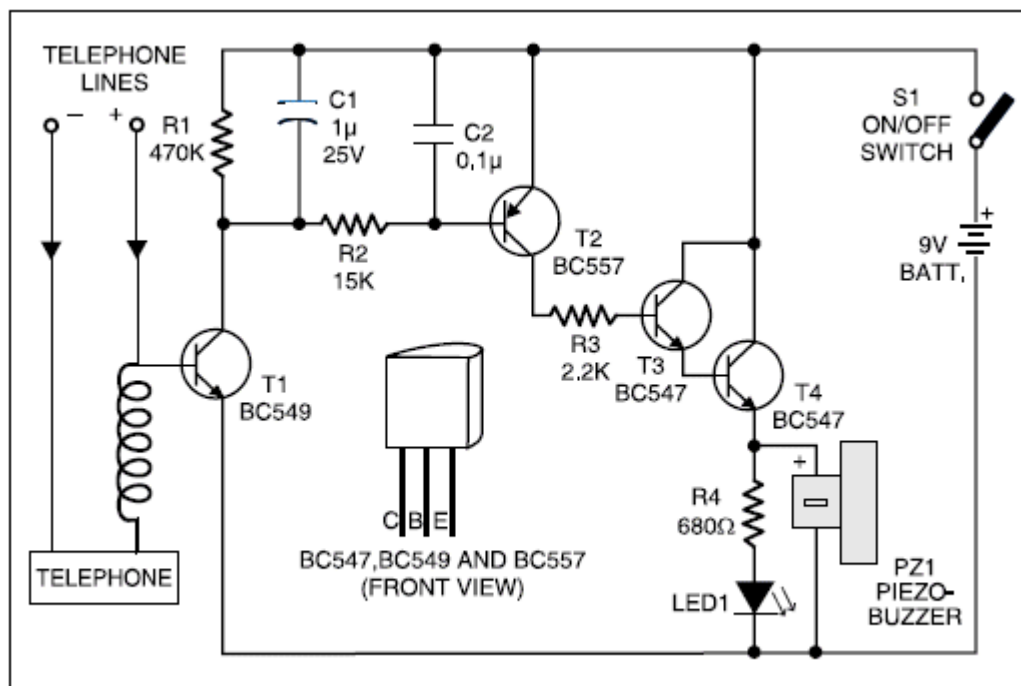 TELEPHONE
LINES
–
+
R1
470K
C1
1µ
25V
C2
0,1µ
S1
ON/OFF
SWITCH
+
9V
BATT,
R2
15K
T2
BC557
R3
2,2K
T3
BC547
T1
BC549
T4
BC547
C B E
BC547,BC549 AND BC557
(FRONT VIEW)
+
–
R4
680Ω
LED1
PZ1
PIEZO-
BUZZER
TELEPHONE